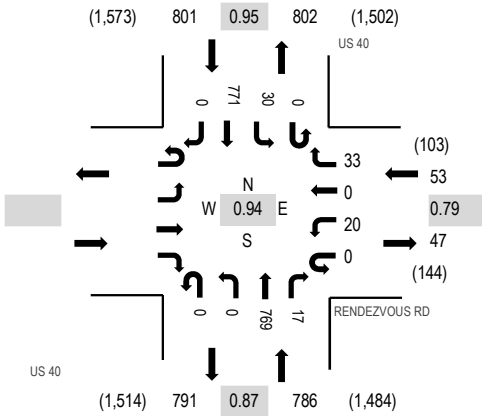 (1,573) 801 0.95 802 (1,502)
US 40
0 771 30 0
(103)
33
53
N
0
W 0.94 E
0.79
20
47
S
0
(144)
0 0 769 17
RENDEZVOUS RD
US 40
(1,514) 791 0.87 786 (1,484)